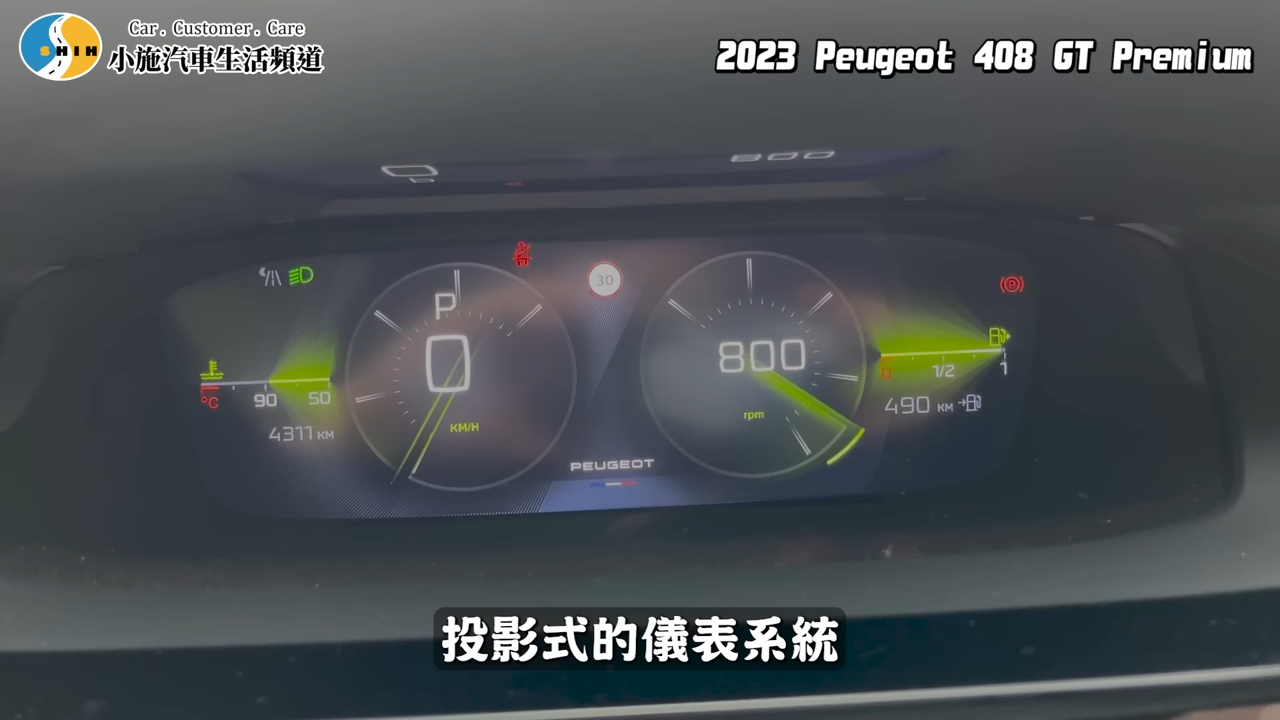 Car. Customer. Care
SHIH
小施汽車生活頻道
2023 Peugeot 408 GT Premium
0
800
30
P
0
KM/H
800
rpm
90
50
°C
4311 KM
0
1/2
1
490 KM
PEUGEOT
投影式的儀表系統